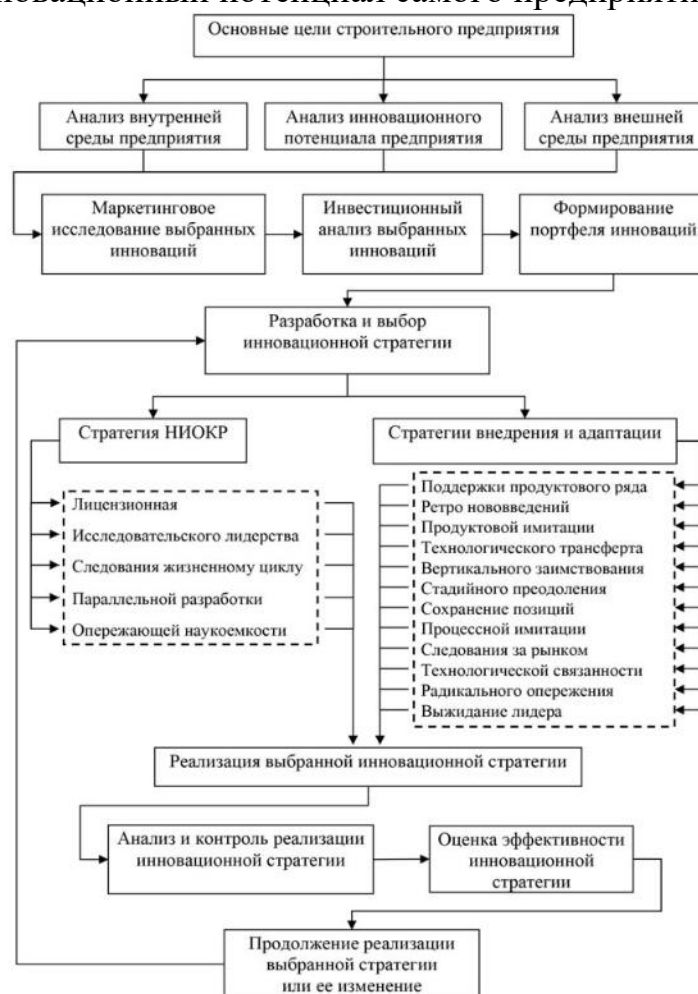 новационный потенциал самого предприяти
Основные цели строительного предприятия
Анализ внутренней
среды предприятия
Анализ инновационного
потенциала предприятия
Анализ внешней
среды предприятия
Маркетинговое
исследование выбранных
инноваций
Инвестиционный
анализ выбранных
инноваций
Формирование
портфеля инноваций
Разработка и выбор
инновационной стратегии
Стратегия НИОКР
Стратегии внедрения и адаптации
Лицензионная
Исследовательского лидерства
Следования жизненному циклу
Параллельной разработки
Опережающей наукоемкости
Поддержки продуктового ряда
Ретро нововведений
Продуктовой имитации
Технологического трансферта
Вертикального заимствования
Стадийного преодоления
Сохранение позиций
Процессной имитации
Следования за рынком
Технологической связанности
Радикального опережения
Выжидание лидера
Реализация выбранной инновационной стратегии
Анализ и контроль реализации
инновационной стратегии
Оценка эффективности
инновационной
стратегии
Продолжение реализации
выбранной стратегии
или ее изменение